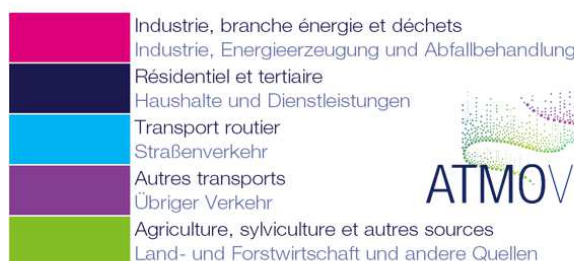 Industrie, branche énergie et déchets
Industrie, Energieerzeugung und Abfallbehandlung
Résidentiel et tertiaire
Haushalte und Dienstleistungen
Transport routier
Straßenverkehr
Autres transports
Übriger Verkehr
ATMOV
Agriculture, sylviculture et autres sources
Land- und Forstwirtschaft und andere Quellen